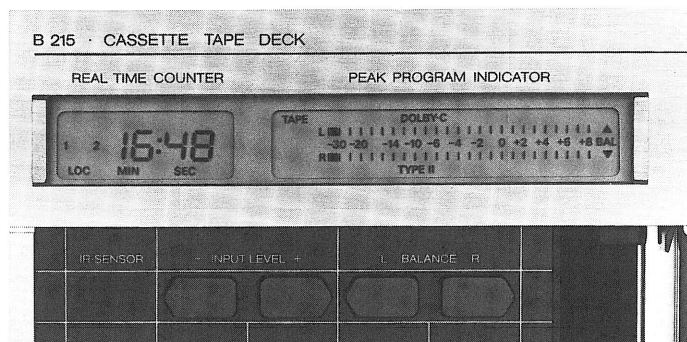 B 215 · CASSETTE TAPE DECK
REAL TIME COUNTER PEAK PROGRAM INDICATOR
TAPE DOLBY-C
1 2 16:48 L
-30 -20 -14 -10 -6 -4 -2 0 +2 +4 +6 +8 BAL
R
LOC MIN SEC TYPE II
IR-SENSOR - INPUT LEVEL + L BALANCE R